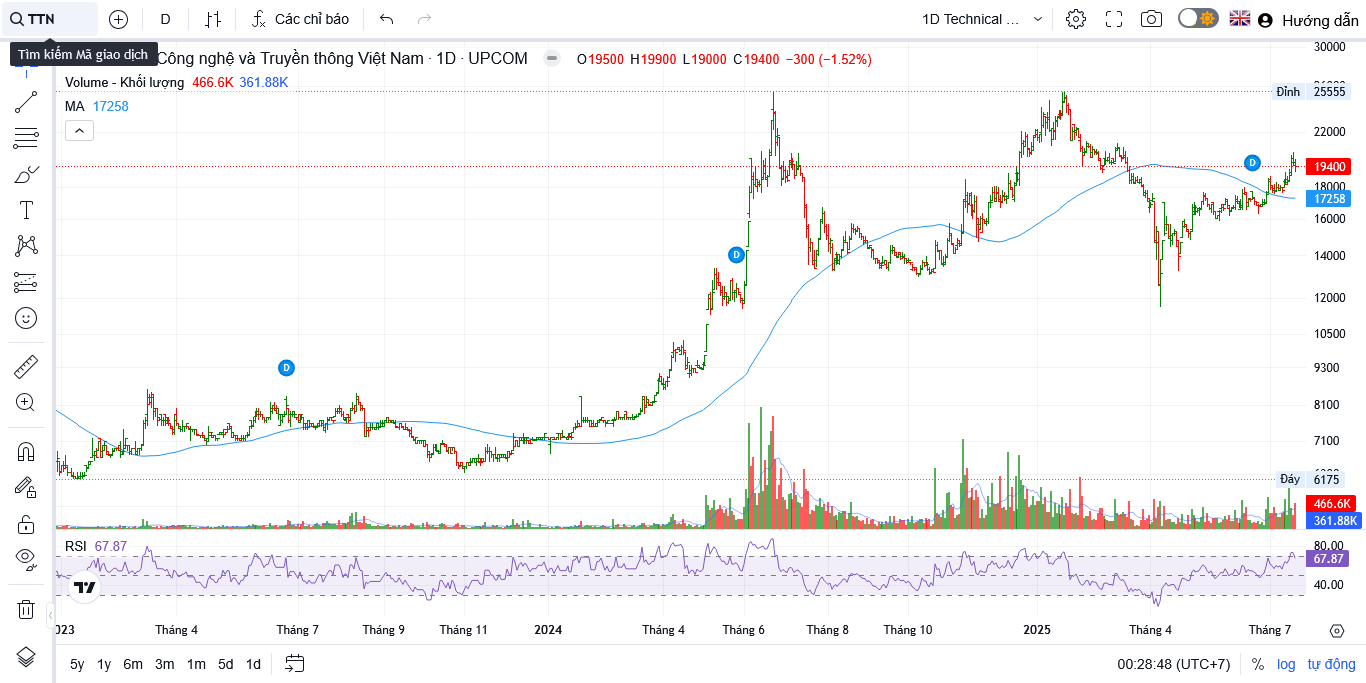 TTN
D
Các chỉ báo
1D Technical ...
Hướng dẫn
Tìm kiếm Mã giao dịch
Công nghệ và Truyền thông Việt Nam · 1D · UPCOM
O19500 H19900 L19000 C19400 −300 (−1.52%)
Volume - Khối lượng 466.6K 361.88K
MA 17258
30000
Đỉnh 25555
22000
19400
18000
17258
16000
14000
12000
10500
9300
8100
7100
Đáy 6175
466.6K
361.88K
D
D
D
RSI 67.87
80.00
67.87
40.00
023
Tháng 4
Tháng 7
Tháng 9
Tháng 11
2024
Tháng 4
Tháng 6
Tháng 8
Tháng 10
2025
Tháng 4
Tháng 7
5y 1y 6m 3m 1m 5d 1d
00:28:48 (UTC+7)
% log tự động